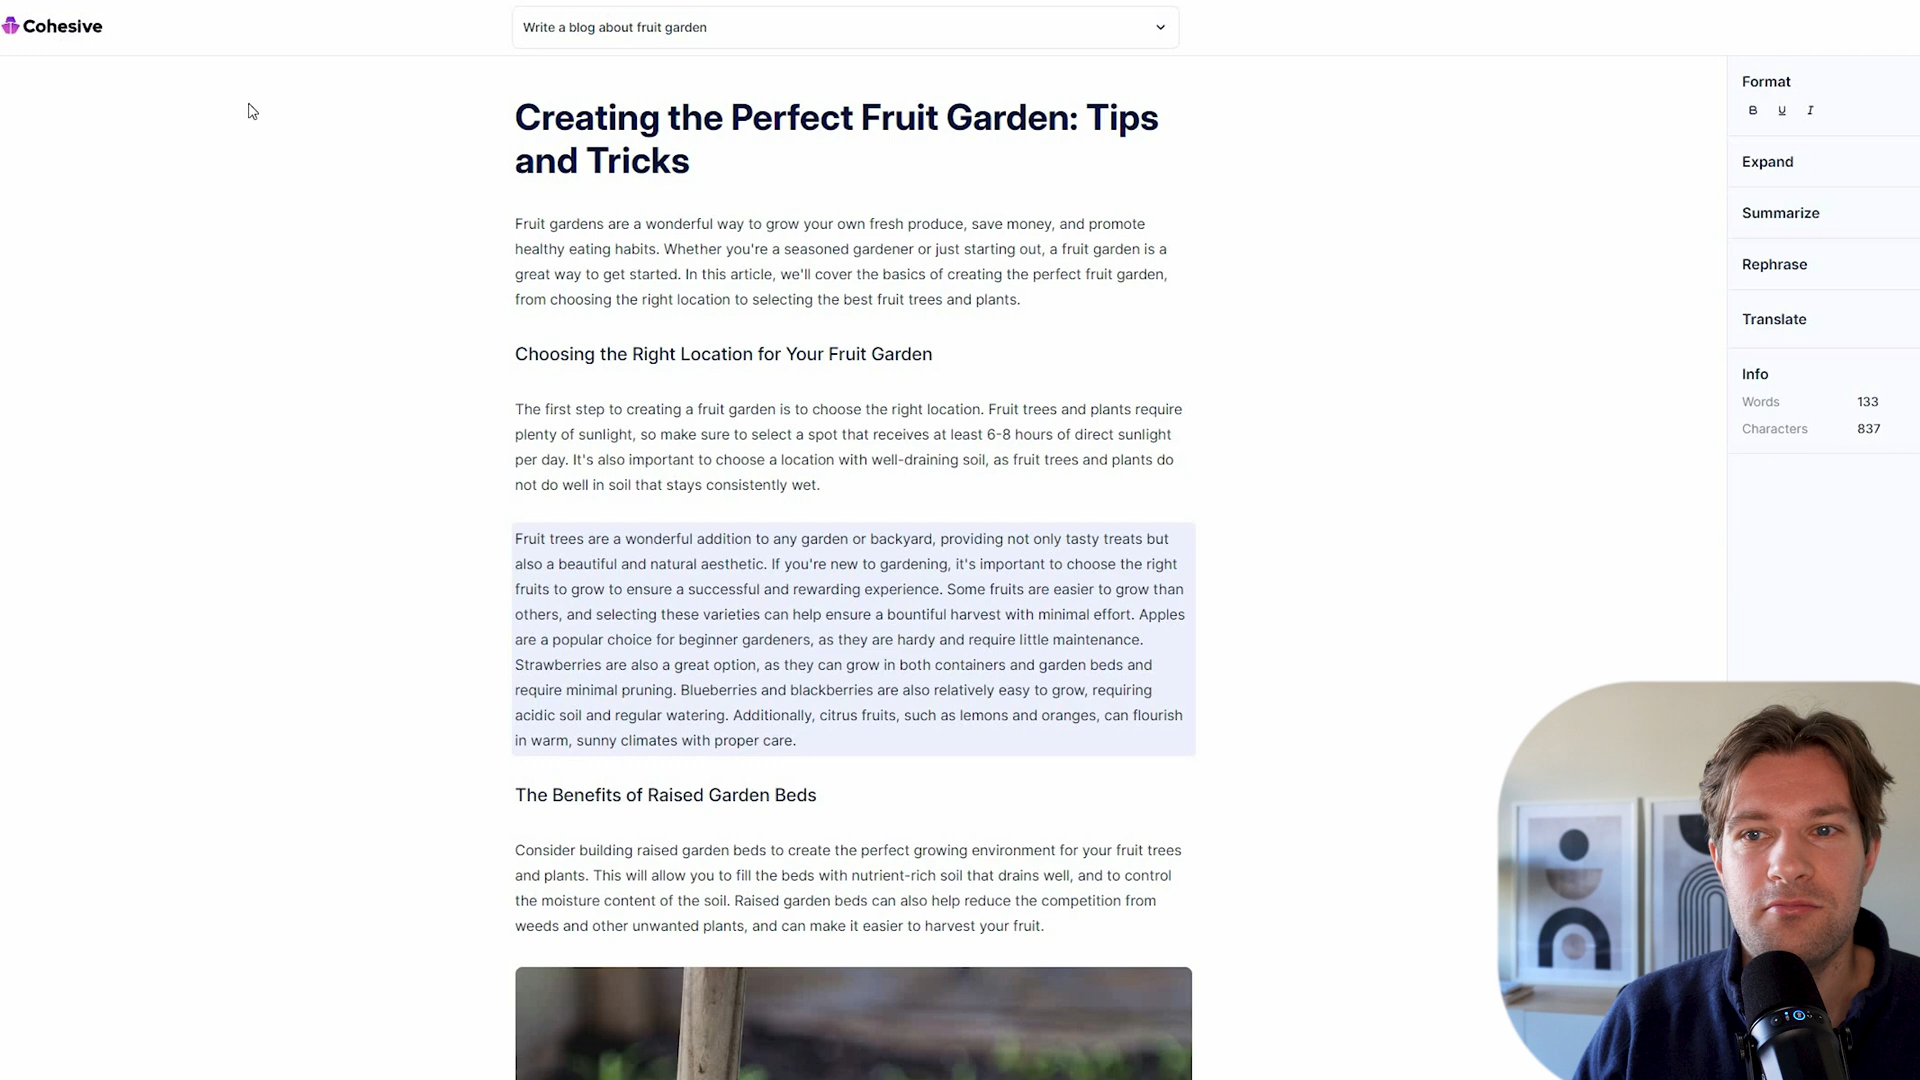 Cohesive
Write a blog about fruit garden
Creating the Perfect Fruit Garden: Tips
and Tricks
Fruit gardens are a wonderful way to grow your own fresh produce, save money, and promote
healthy eating habits. Whether you're a seasoned gardener or just starting out, a fruit garden is a
great way to get started. In this article, we'll cover the basics of creating the perfect fruit garden,
from choosing the right location to selecting the best fruit trees and plants.
Choosing the Right Location for Your Fruit Garden
The first step to creating a fruit garden is to choose the right location. Fruit trees and plants require
plenty of sunlight, so make sure to select a spot that receives at least 6-8 hours of direct sunlight
per day. It's also important to choose a location with well-draining soil, as fruit trees and plants do
not do well in soil that stays consistently wet.
Fruit trees are a wonderful addition to any garden or backyard, providing not only tasty treats but
also a beautiful and natural aesthetic. If you're new to gardening, it's important to choose the right
fruits to grow to ensure a successful and rewarding experience. Some fruits are easier to grow than
others, and selecting these varieties can help ensure a bountiful harvest with minimal effort. Apples
are a popular choice for beginner gardeners, as they are hardy and require little maintenance.
Strawberries are also a great option, as they can grow in both containers and garden beds and
require minimal pruning. Blueberries and blackberries are also relatively easy to grow, requiring
acidic soil and regular watering. Additionally, citrus fruits, such as lemons and oranges, can flourish
in warm, sunny climates with proper care.
The Benefits of Raised Garden Beds
Consider building raised garden beds to create the perfect growing environment for your fruit trees
and plants. This will allow you to fill the beds with nutrient-rich soil that drains well, and to control
the moisture content of the soil. Raised garden beds can also help reduce the competition from
weeds and other unwanted plants, and can make it easier to harvest your fruit.
Format
B U I
Expand
Summarize
Rephrase
Translate
Info
Words 133
Characters 837